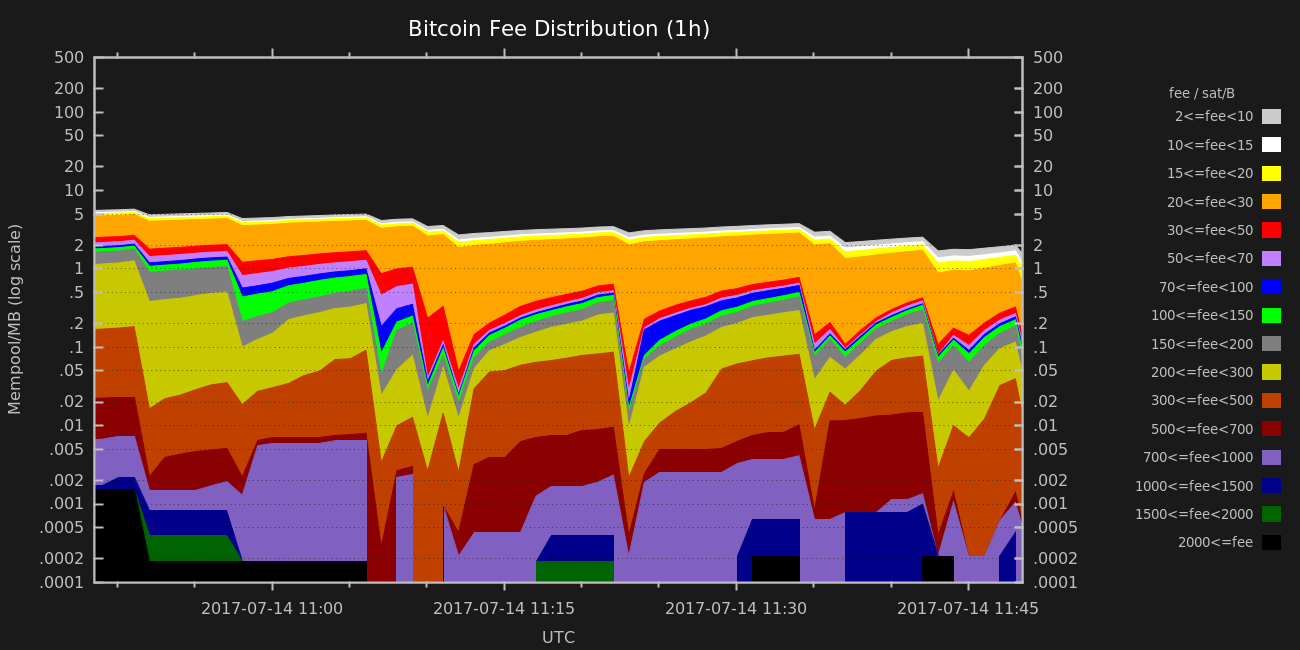 Bitcoin Fee Distribution (1h)
500 500
200 200
100 100
50 50
20 20
10 10
5 5
2 2
1 1
.5 .5
.2 .2
.1 .1
.05 .05
.02 .02
.01 .01
.005 .005
.002 .002
.001 .001
.0005 .0005
.0002 .0002
.0001 .0001
Mempool/MB (log scale)
2017-07-14 11:00 2017-07-14 11:15 2017-07-14 11:30 2017-07-14 11:45
UTC
fee / sat/B
2<=fee<10
10<=fee<15
15<=fee<20
20<=fee<30
30<=fee<50
50<=fee<70
70<=fee<100
100<=fee<150
150<=fee<200
200<=fee<300
300<=fee<500
500<=fee<700
700<=fee<1000
1000<=fee<1500
1500<=fee<2000
2000<=fee